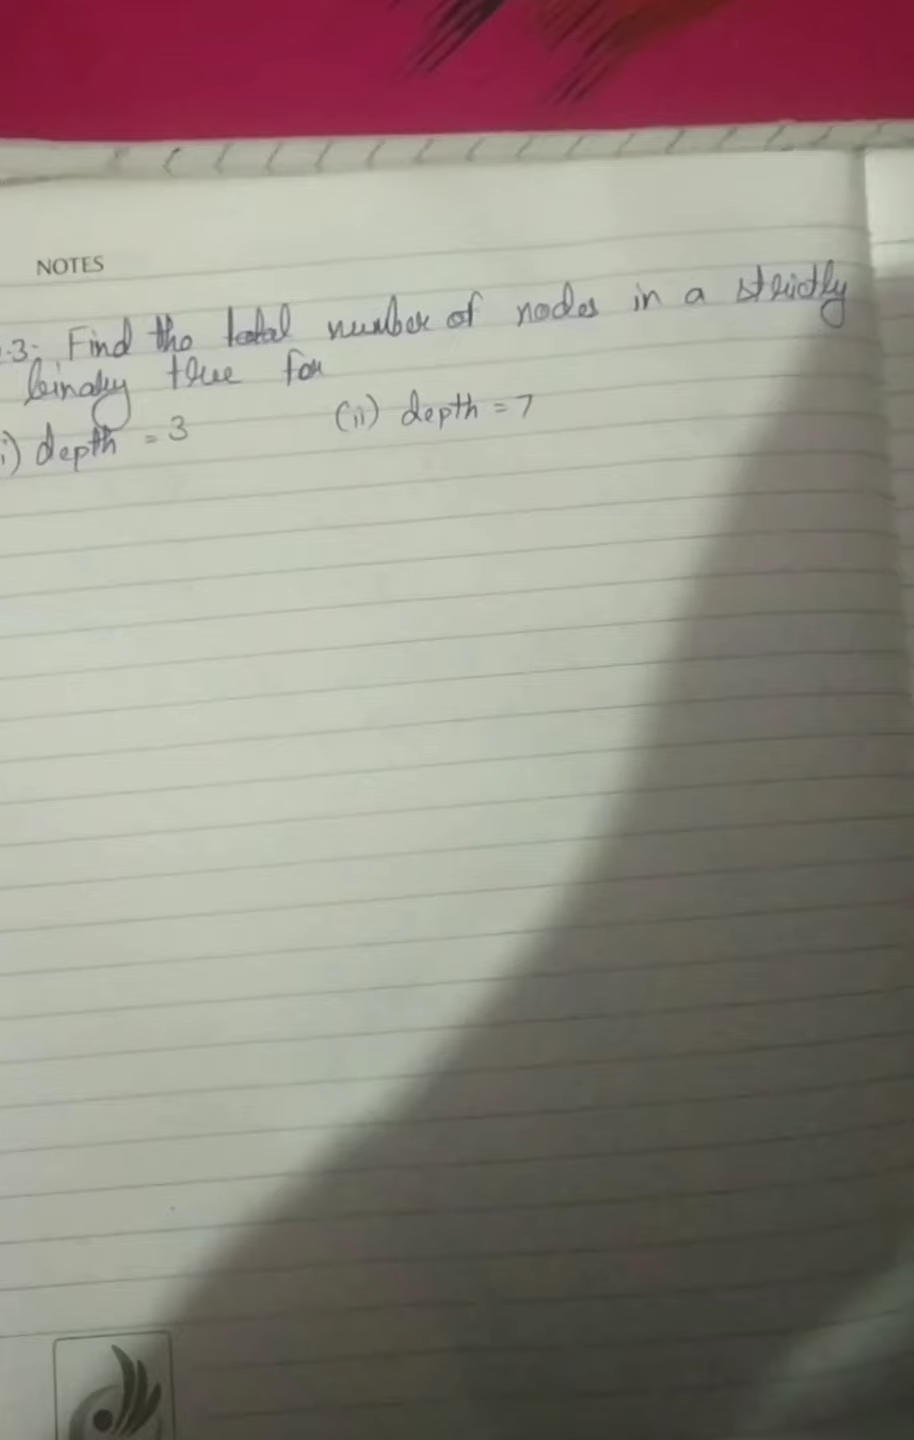 NOTES
.3: Find the total number of nodes in a strictly
binary tree for
i) depth = 3 (ii) depth = 7